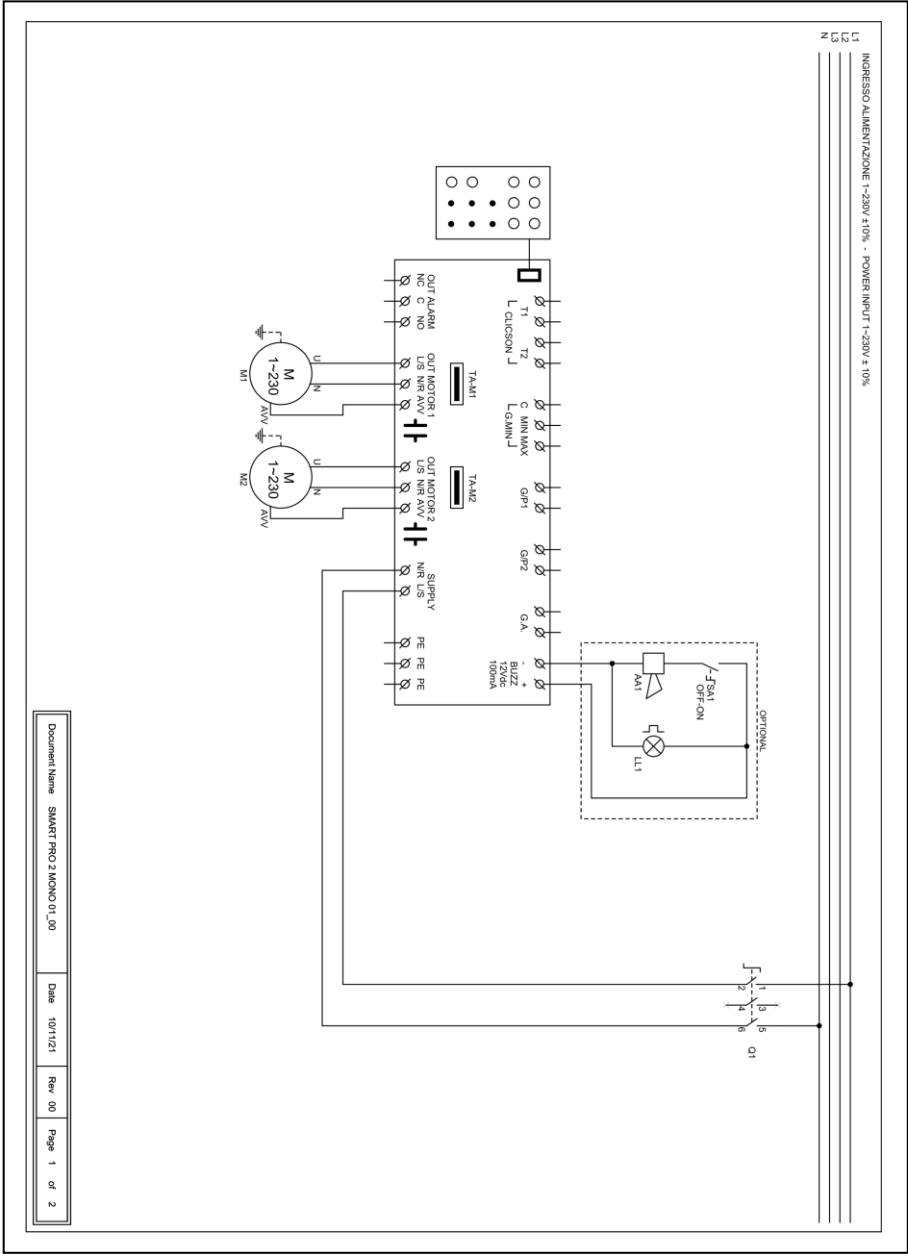 INGRESSO ALIMENTAZIONE 1~230V ±10% - POWER INPUT 1~230V ± 10%
L1
L2
L3
N
OPTIONAL
SA1
OFF-ON
AA1
LL1
1 3 5
2 4 6
Q1
T1 T2
CLICSON
C MIN MAX
G.MIN
G/P1
G/P2
G.A.
- +
BUZZ
12Vdc
100mA
TA-M1
TA-M2
OUT ALARM
NC C NO
OUT MOTOR 1
L/S N/R AVV
OUT MOTOR 2
L/S N/R AVV
SUPPLY
N/R L/S
PE PE PE
U N
M
1~230
M1
AVV
U N
M
1~230
M2
AVV
Document Name SMART PRO 2 MONO 01_00 Date 10/11/21 Rev 00 Page 1 of 2